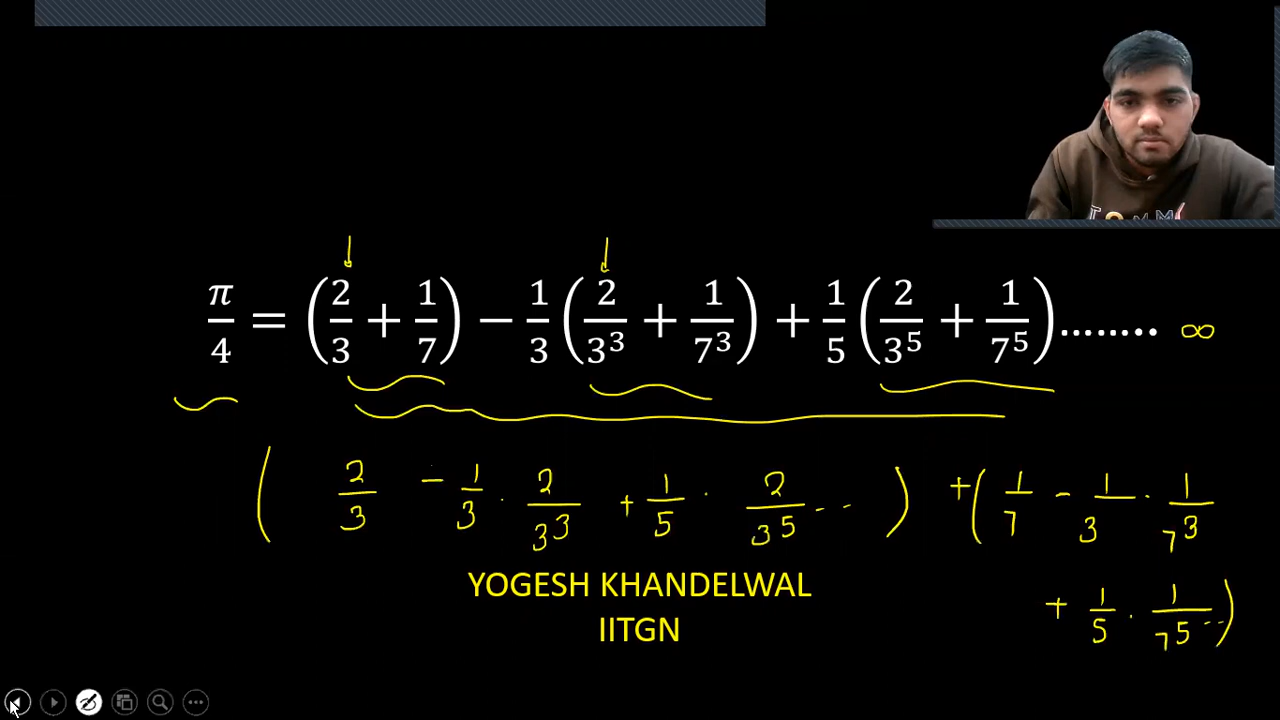 π/4 = (2/3 + 1/7) − 1/3 (2/3³ + 1/7³) + 1/5 (2/3⁵ + 1/7⁵)........ ∞
( 2/3 − 1/3 · 2/3³ + 1/5 · 2/3⁵ -- ) + ( 1/7 − 1/3 · 1/7³
+ 1/5 · 1/7⁵ -- )
YOGESH KHANDELWAL
IITGN